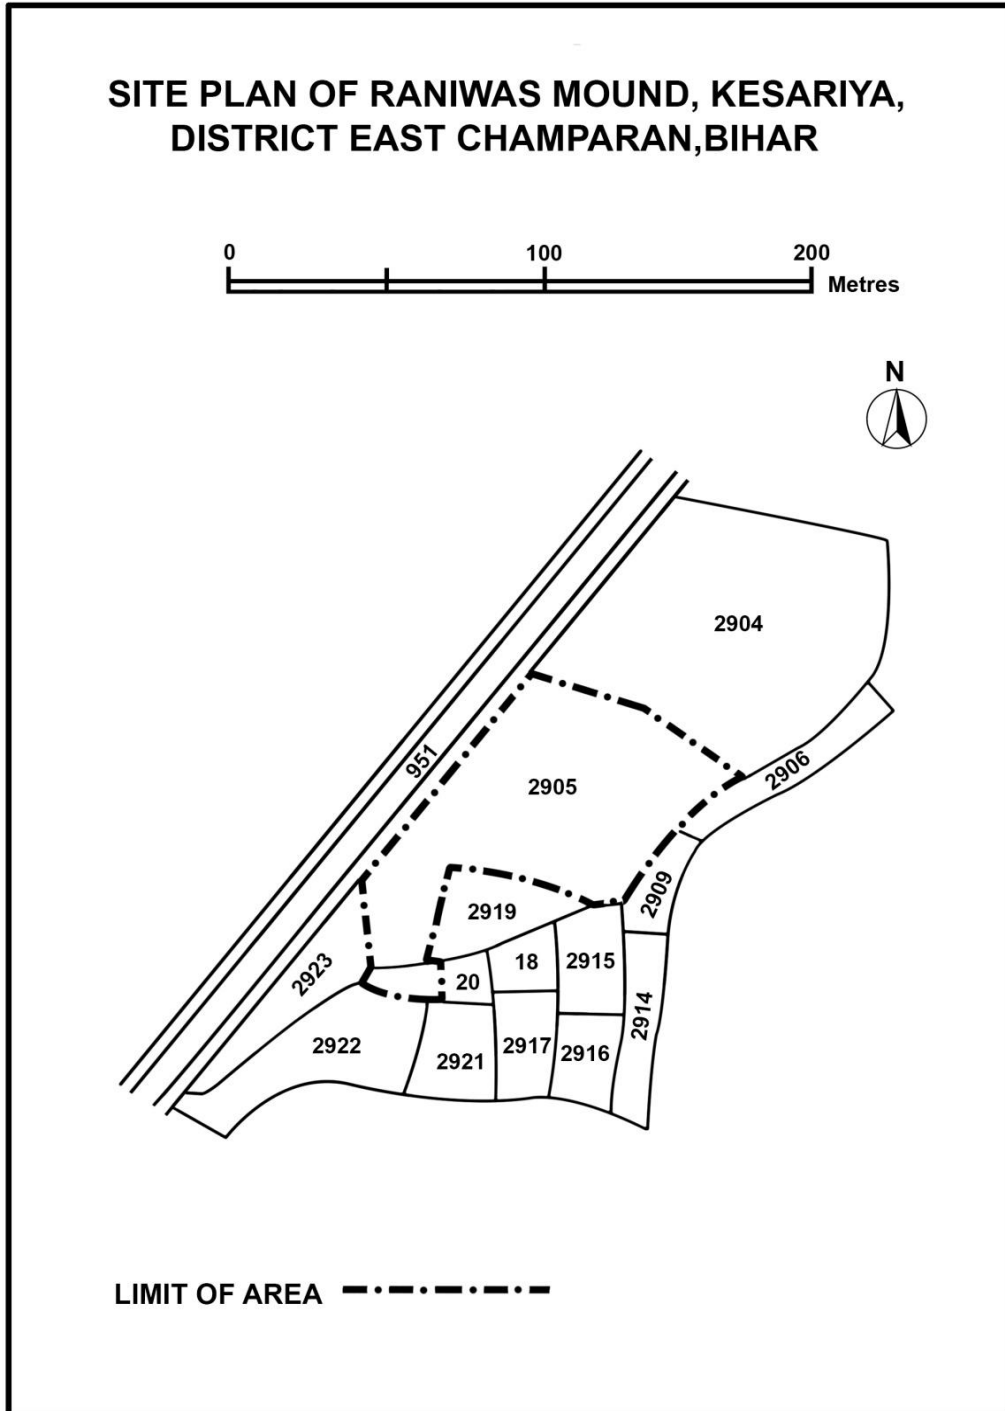 SITE PLAN OF RANIWAS MOUND, KESARIYA,
DISTRICT EAST CHAMPARAN,BIHAR
0 100 200
Metres
N
2904
951
2906
2905
2909
2919
2923
20
18
2915
2914
2922
2921
2917
2916
LIMIT OF AREA